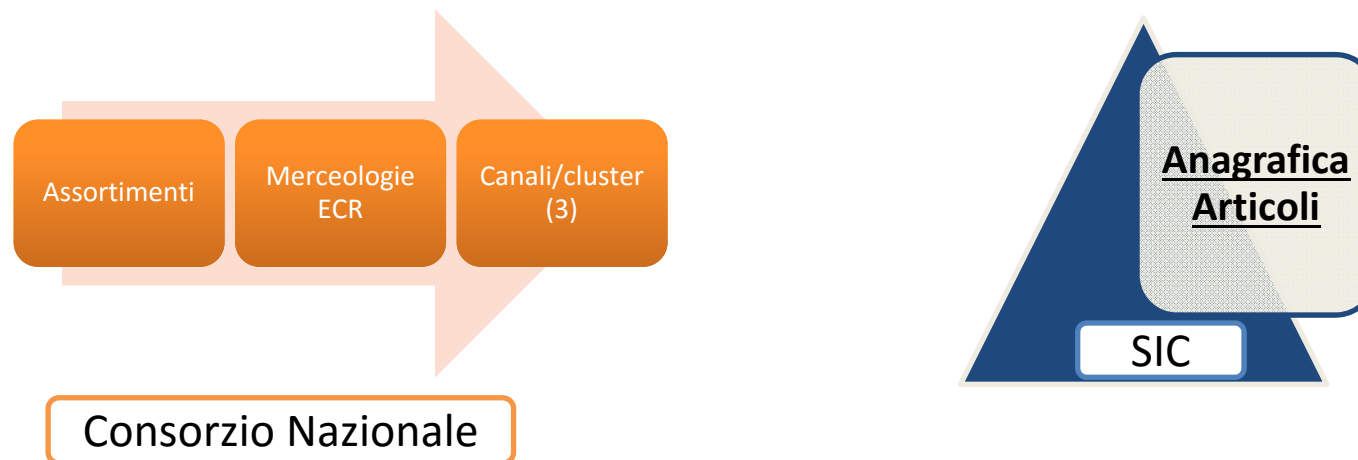 Assortimenti
Merceologie
ECR
Canali/cluster
(3)
Consorzio Nazionale
Anagrafica
Articoli
SIC